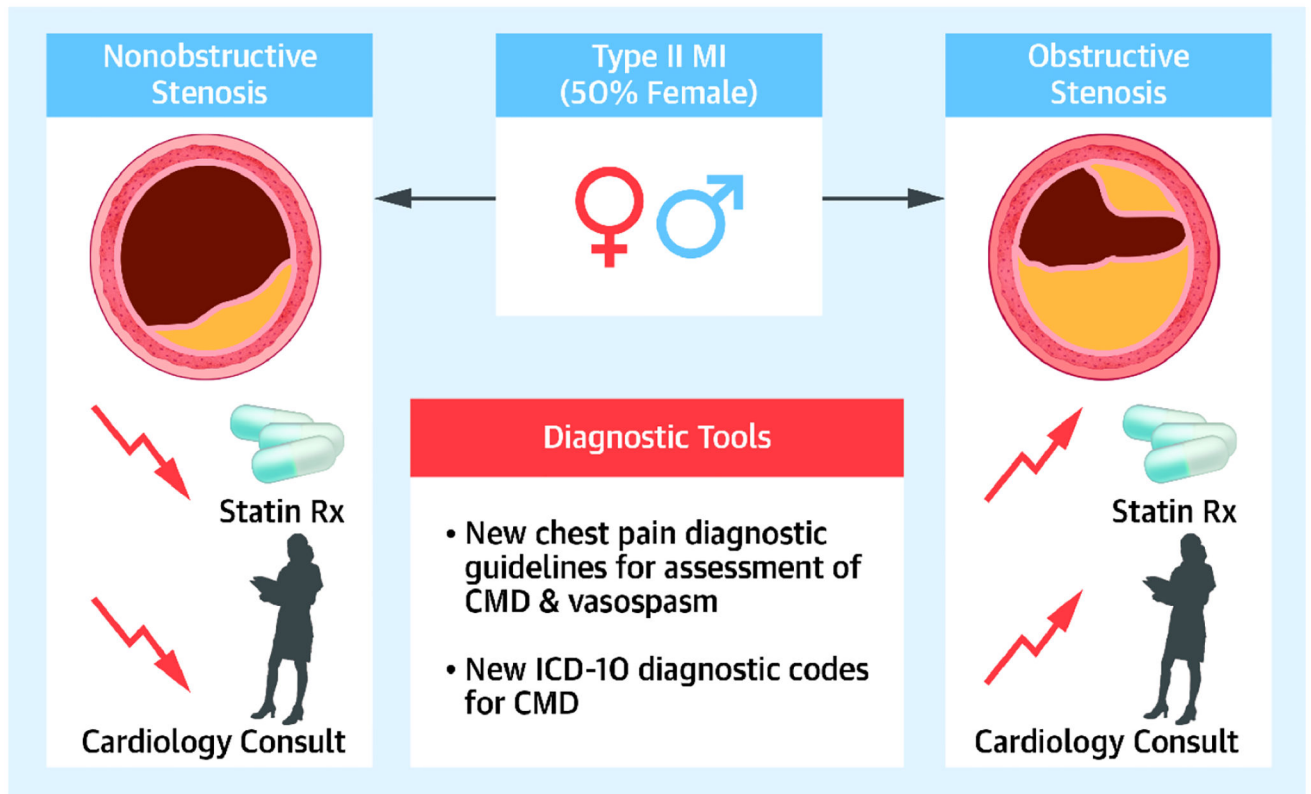 Nonobstructive
Stenosis
Statin Rx
Cardiology Consult
Type II MI
(50% Female)
Diagnostic Tools
• New chest pain diagnostic
guidelines for assessment of
CMD & vasospasm
• New ICD-10 diagnostic codes
for CMD
Obstructive
Stenosis
Statin Rx
Cardiology Consult